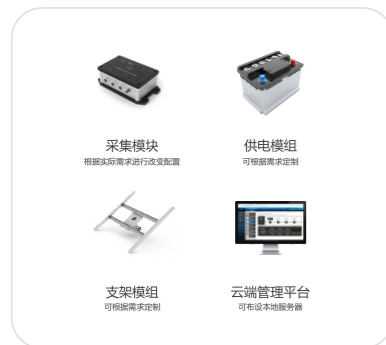 采集模块
根据实际需求进行改变配置
供电模组
可根据需求定制
支架模组
可根据需求定制
云端管理平台
可布设本地服务器